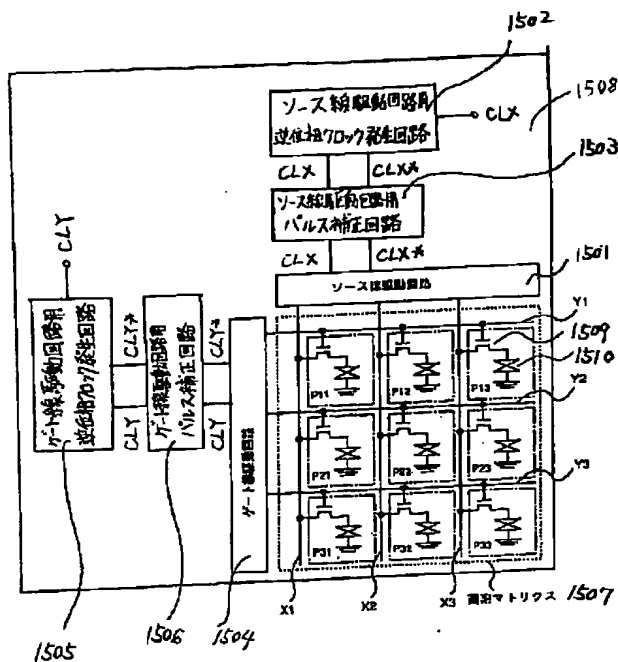 1502
ソース線駆動回路用
逆位相クロック発生回路
CLX
1508
CLX
CLX*
1503
ソース線駆動回路用
パルス補正回路
CLX
CLX*
1501
ソース線駆動回路
CLY
ゲート線駆動回路用
逆位相クロック発生回路
CLY*
CLY
ゲート線駆動回路用
パルス補正回路
CLY*
CLY
ゲート線駆動回路
Y1
1509
1510
P11
P12
P13
Y2
P21
P22
P23
Y3
P31
P32
P33
1505
1506
1504
X1
X2
X3
画素マトリクス
1507